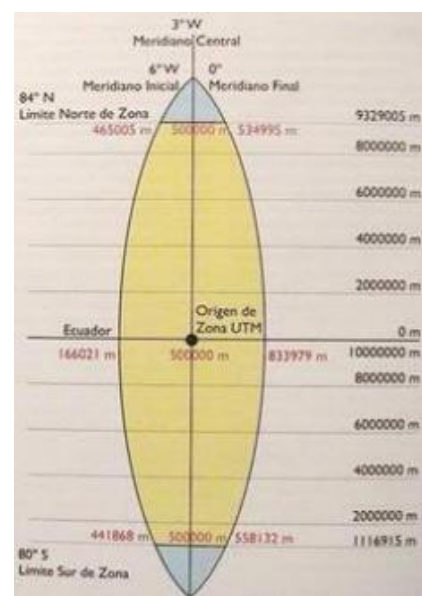 3° W
Meridiano Central
6° W 0°
Meridiano Inicial Meridiano Final
84° N
Límite Norte de Zona
9329005 m
465005 m 500000 m 534995 m
8000000 m
6000000 m
4000000 m
2000000 m
Origen de
Zona UTM
Ecuador
0 m
166021 m 500000 m 833979 m
10000000 m
8000000 m
6000000 m
4000000 m
2000000 m
441868 m 500000 m 558132 m
1116915 m
80° S
Límite Sur de Zona